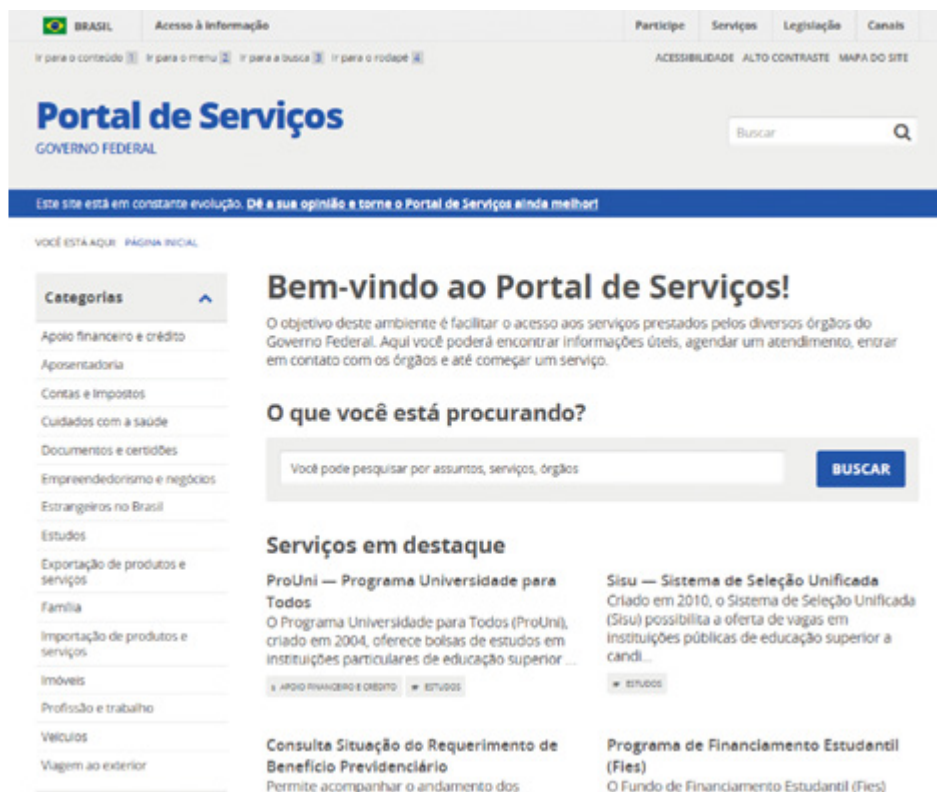 BRASIL Acesso à informação Participe Serviços Legislação Canais
Ir para o conteúdo 1 Ir para o menu 2 Ir para a busca 3 Ir para o rodapé 4 ACESSIBILIDADE ALTO CONTRASTE MAPA DO SITE
Portal de Serviços
GOVERNO FEDERAL
Buscar
Este site está em constante evolução. Dê a sua opinião e torne o Portal de Serviços ainda melhor!
VOCÊ ESTÁ AQUI: PÁGINA INICIAL
Categorias
Apoio financeiro e crédito
Aposentadoria
Contas e Impostos
Cuidados com a saúde
Documentos e certidões
Empreendedorismo e negócios
Estrangeiros no Brasil
Estudos
Exportação de produtos e
serviços
Família
Importação de produtos e
serviços
Imóveis
Profissão e trabalho
Veículos
Viagem ao exterior
Bem-vindo ao Portal de Serviços!
O objetivo deste ambiente é facilitar o acesso aos serviços prestados pelos diversos órgãos do
Governo Federal. Aqui você poderá encontrar informações úteis, agendar um atendimento, entrar
em contato com os órgãos e até começar um serviço.
O que você está procurando?
Você pode pesquisar por assuntos, serviços, órgãos
BUSCAR
Serviços em destaque
ProUni — Programa Universidade para
Todos
O Programa Universidade para Todos (ProUni),
criado em 2004, oferece bolsas de estudos em
instituições particulares de educação superior ...
APOIO FINANCEIRO E CRÉDITO ESTUDOS
Sisu — Sistema de Seleção Unificada
Criado em 2010, o Sistema de Seleção Unificada
(Sisu) possibilita a oferta de vagas em
instituições públicas de educação superior a
candi...
ESTUDOS
Consulta Situação do Requerimento de
Benefício Previdenciário
Permite acompanhar o andamento dos
Programa de Financiamento Estudantil
(Fies)
O Fundo de Financiamento Estudantil (Fies)